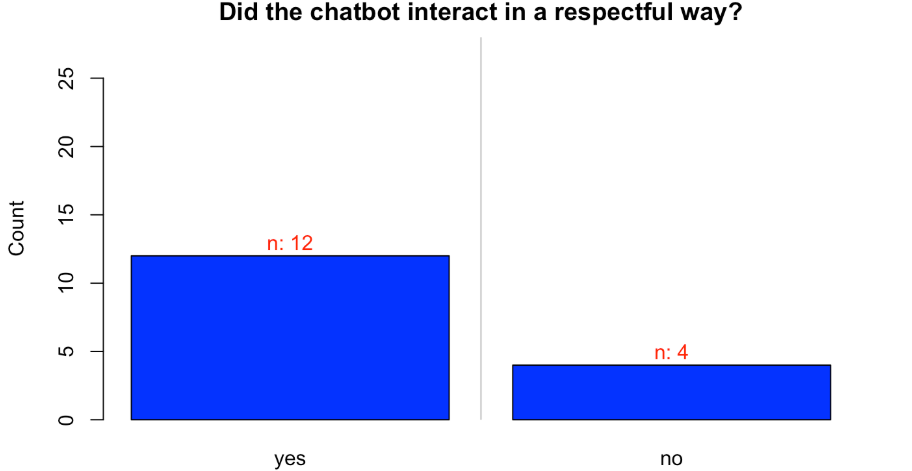 Did the chatbot interact in a respectful way?
Count
25
20
15
10
5
0
n: 12
n: 4
yes
no